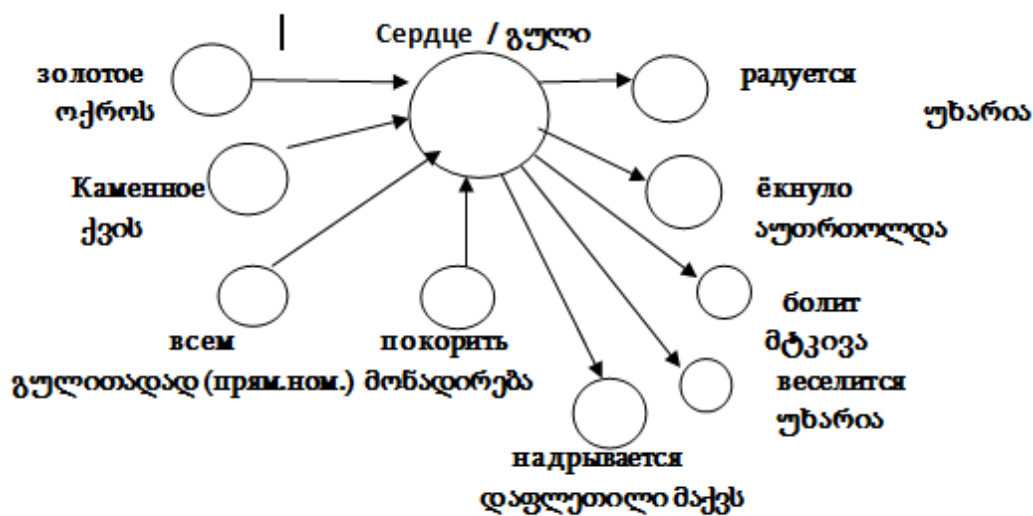 Сердце / გული
золотое
ოქროს
радуется
უხარია
Каменное
ქვის
ёкнуло
აუთრთოლდა
болит
მტკივა
всем
покорить
გულითადად (прям.ном.) მონადირება
веселится
უხარია
надрывается
დაფლეთილი მაქვს